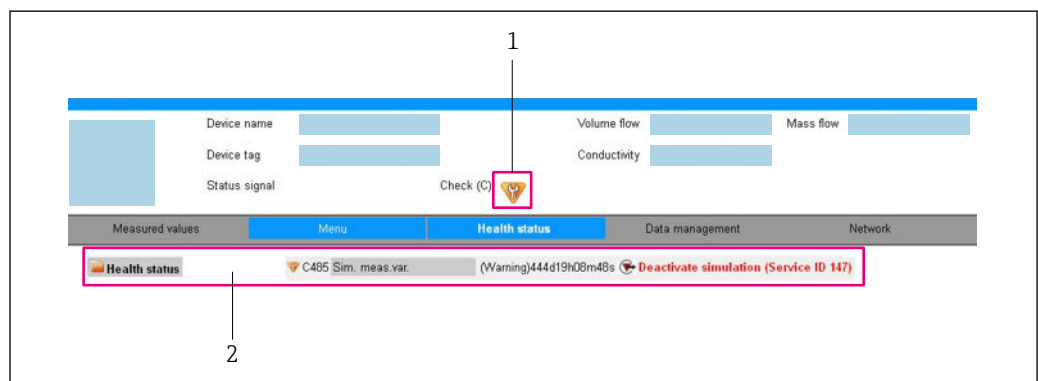 1
Device name Volume flow Mass flow
Device tag Conductivity
Status signal Check (C)
Measured values Menu Health status Data management Network
Health status C485 Sim. meas.var. (Warning)444d19h08m48s Deactivate simulation (Service ID 147)
2